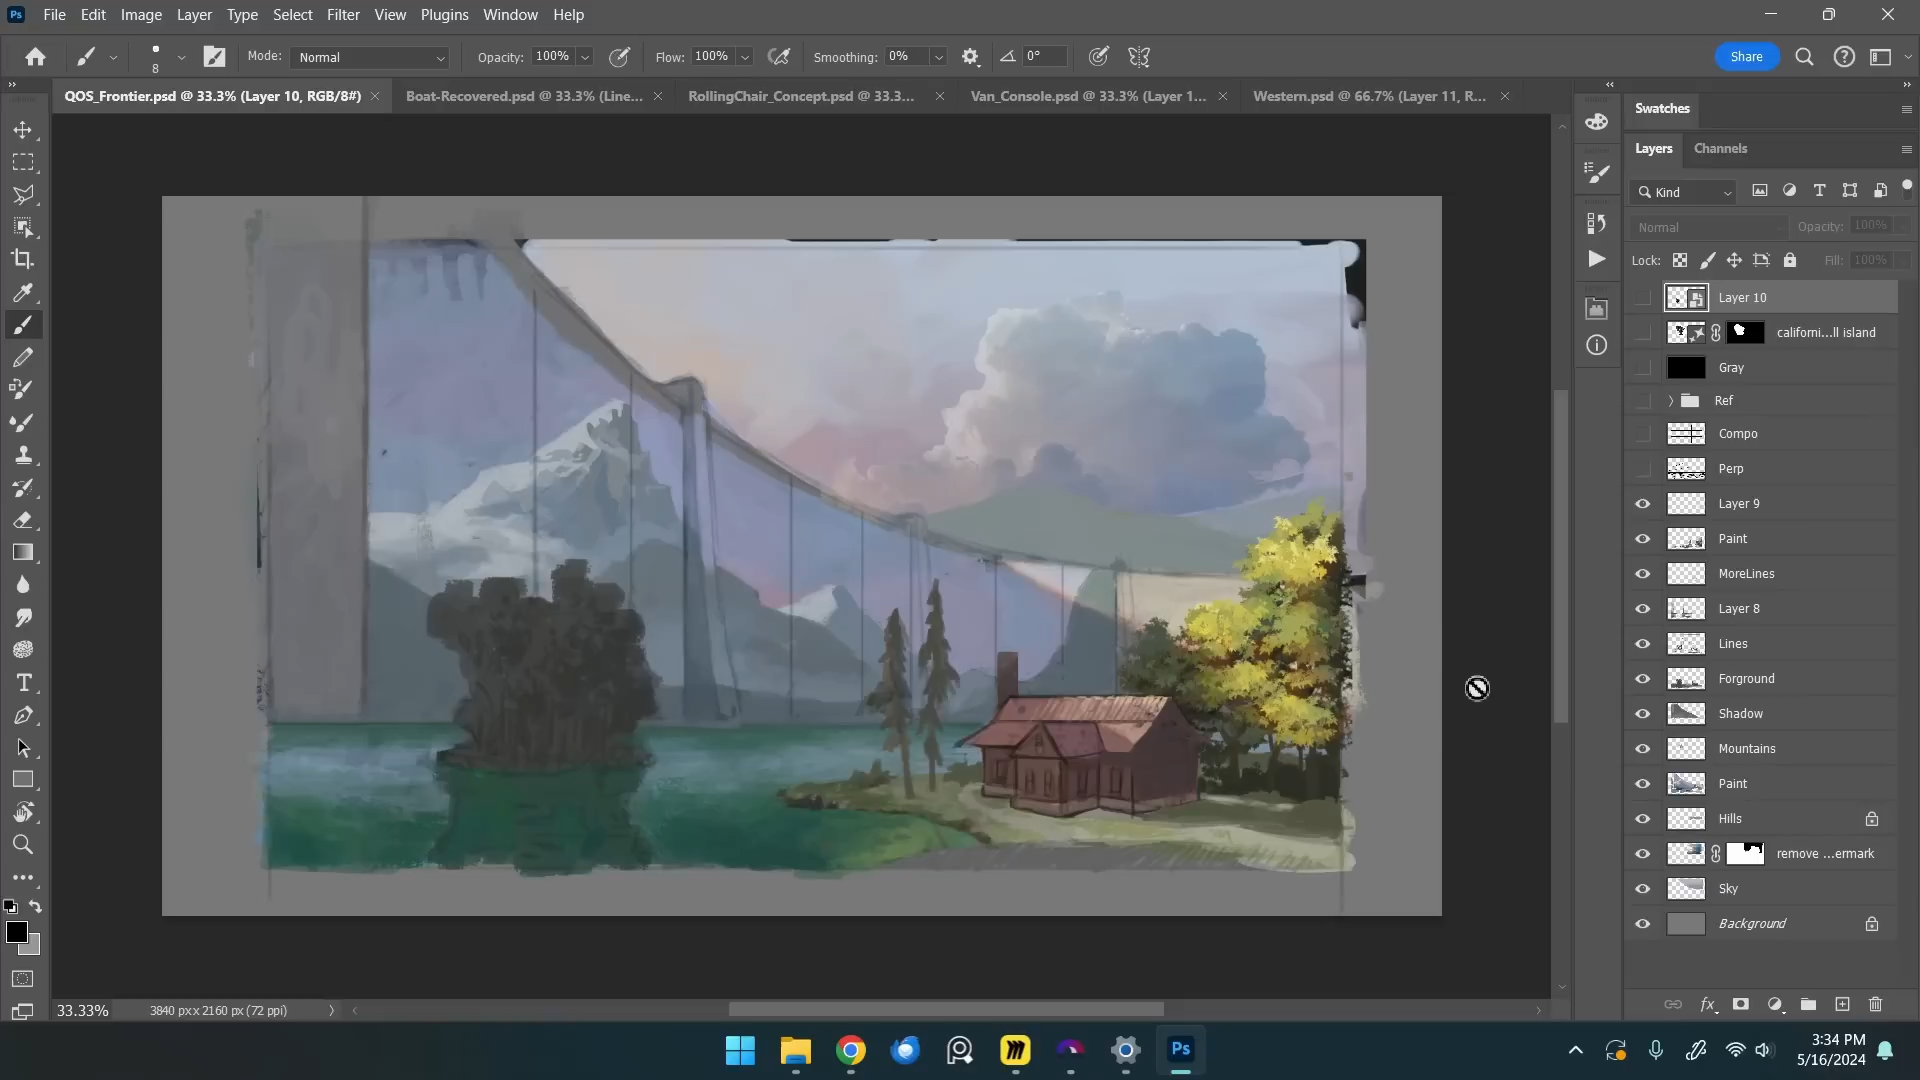 Ps File Edit Image Layer Type Select Filter View Plugins Window Help
8 Mode: Normal Opacity: 100% Flow: 100% Smoothing: 0% 0° Share
QOS_Frontier.psd @ 33.3% (Layer 10, RGB/8#) Boat-Recovered.psd @ 33.3% (Line... RollingChair_Concept.psd @ 33.3... Van_Console.psd @ 33.3% (Layer 1... Western.psd @ 66.7% (Layer 11, R...
Swatches
Layers Channels
Kind
Normal Opacity: 100%
Lock: Fill: 100%
Layer 10
californi...ll island
Gray
Ref
Compo
Perp
Layer 9
Paint
MoreLines
Layer 8
Lines
Forground
Shadow
Mountains
Paint
Hills
remove ...ermark
Sky
Background
fx
33.33% 3840 px x 2160 px (72 ppi)
Ps
3:34 PM
5/16/2024